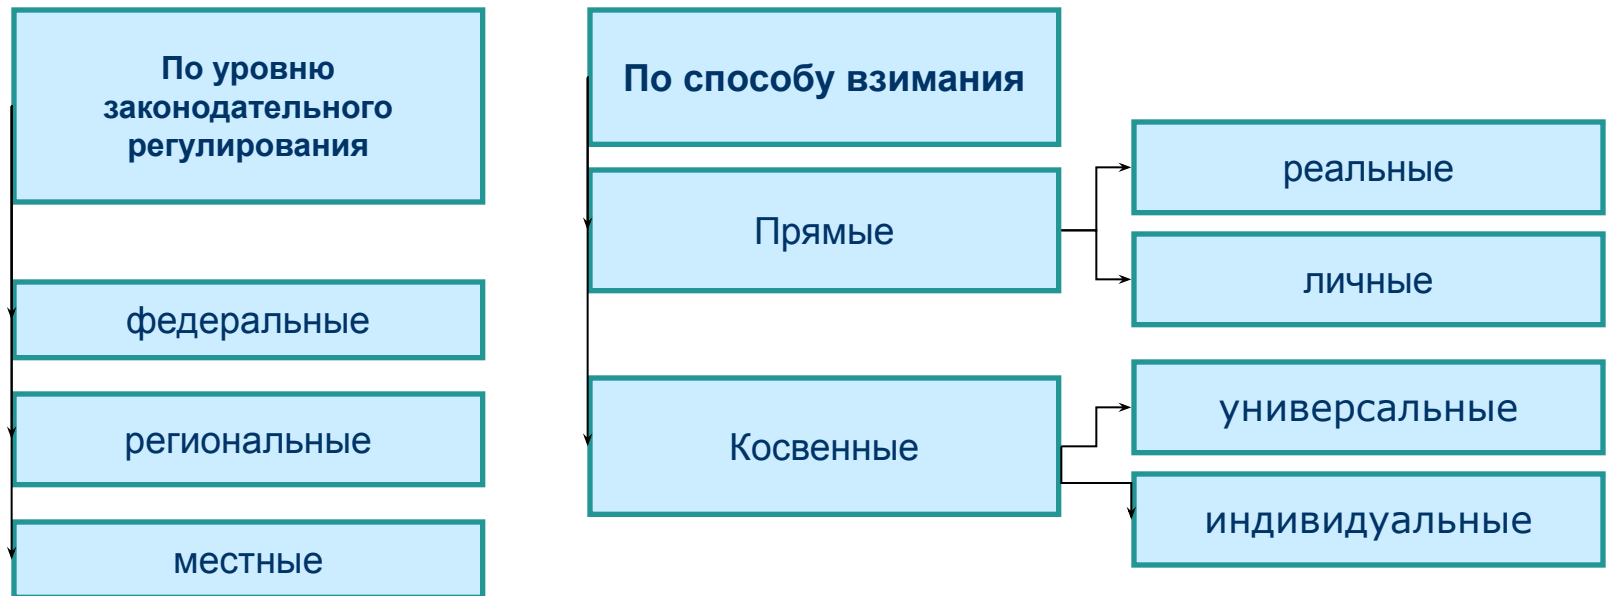 По уровню
законодательного
регулирования
федеральные
региональные
местные
По способу взимания
Прямые
реальные
личные
Косвенные
универсальные
индивидуальные